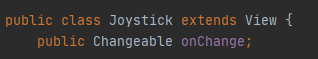 public class Joystick extends View {
    public Changeable onChange;